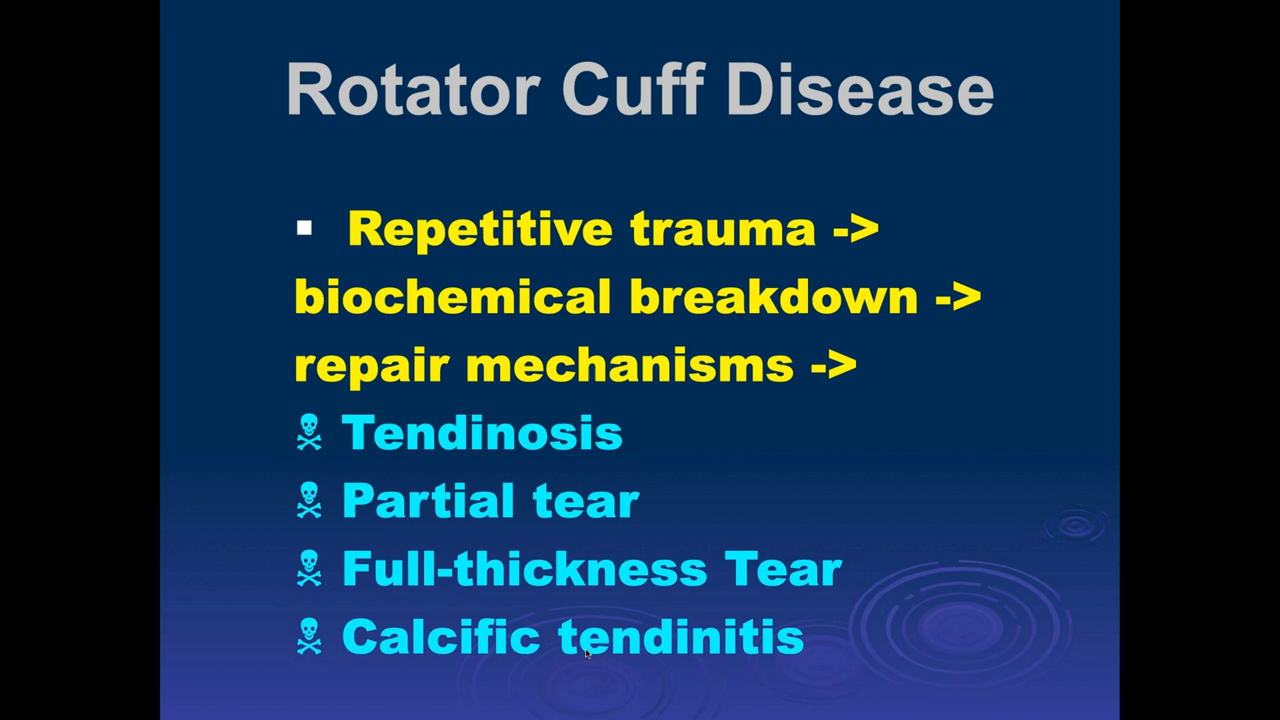 Rotator Cuff Disease
▪ Repetitive trauma ->
biochemical breakdown ->
repair mechanisms ->
☠ Tendinosis
☠ Partial tear
☠ Full-thickness Tear
☠ Calcific tendinitis